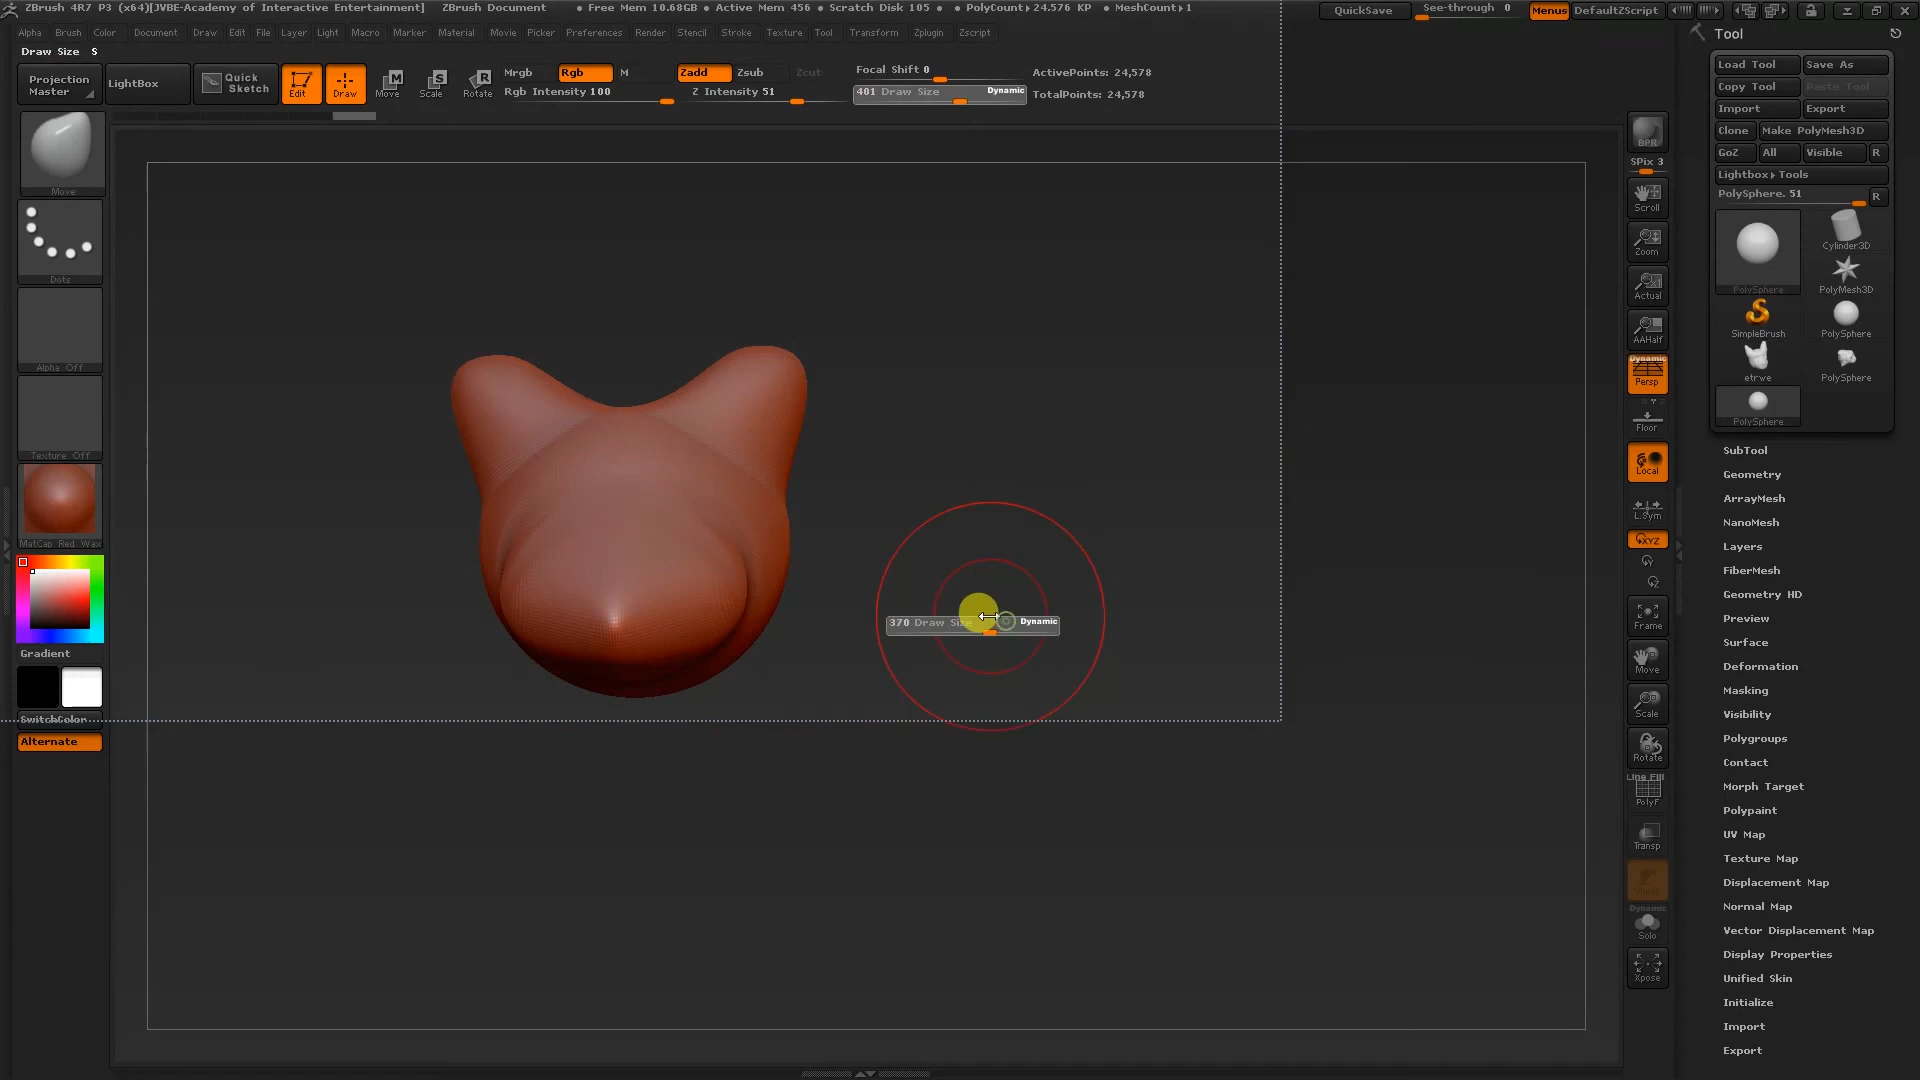 ZBrush 4R7 P3 (x64)[JVBE-Academy of Interactive Entertainment] ZBrush Document • Free Mem 10.68GB • Active Mem 456 • Scratch Disk 105 • • PolyCount▸ 24.576 KP • MeshCount▸1 QuickSave See-through 0 Menus DefaultZScript
Alpha Brush Color Document Draw Edit File Layer Light Macro Marker Material Movie Picker Preferences Render Stencil Stroke Texture Tool Transform Zplugin Zscript
Tool
Draw Size S
Projection Master
LightBox
Quick Sketch
Edit
Draw
Move
Scale
Rotate
Mrgb Rgb M
Rgb Intensity 100
Zadd Zsub Zcut
Z Intensity 51
Focal Shift 0
401 Draw Size Dynamic
ActivePoints: 24,578
TotalPoints: 24,578
Load Tool Save As
Copy Tool Paste Tool
Import Export
Clone Make PolyMesh3D
GoZ All Visible R
Lightbox▸Tools
PolySphere. 51 R
PolySphere
Cylinder3D
PolyMesh3D
SimpleBrush
PolySphere
etrwe
PolySphere
PolySphere
Move
Dots
Alpha Off
Texture Off
MatCap Red Wax
Gradient
SwitchColor
Alternate
370 Draw Size Dynamic
BPR
SPix 3
Scroll
Zoom
Actual
AAHalf
Dynamic
Persp
Floor
Local
L.Sym
XYZ
Frame
Move
Scale
Rotate
Line Fill
PolyF
Transp
Dynamic
Solo
Xpose
SubTool
Geometry
ArrayMesh
NanoMesh
Layers
FiberMesh
Geometry HD
Preview
Surface
Deformation
Masking
Visibility
Polygroups
Contact
Morph Target
Polypaint
UV Map
Texture Map
Displacement Map
Normal Map
Vector Displacement Map
Display Properties
Unified Skin
Initialize
Import
Export